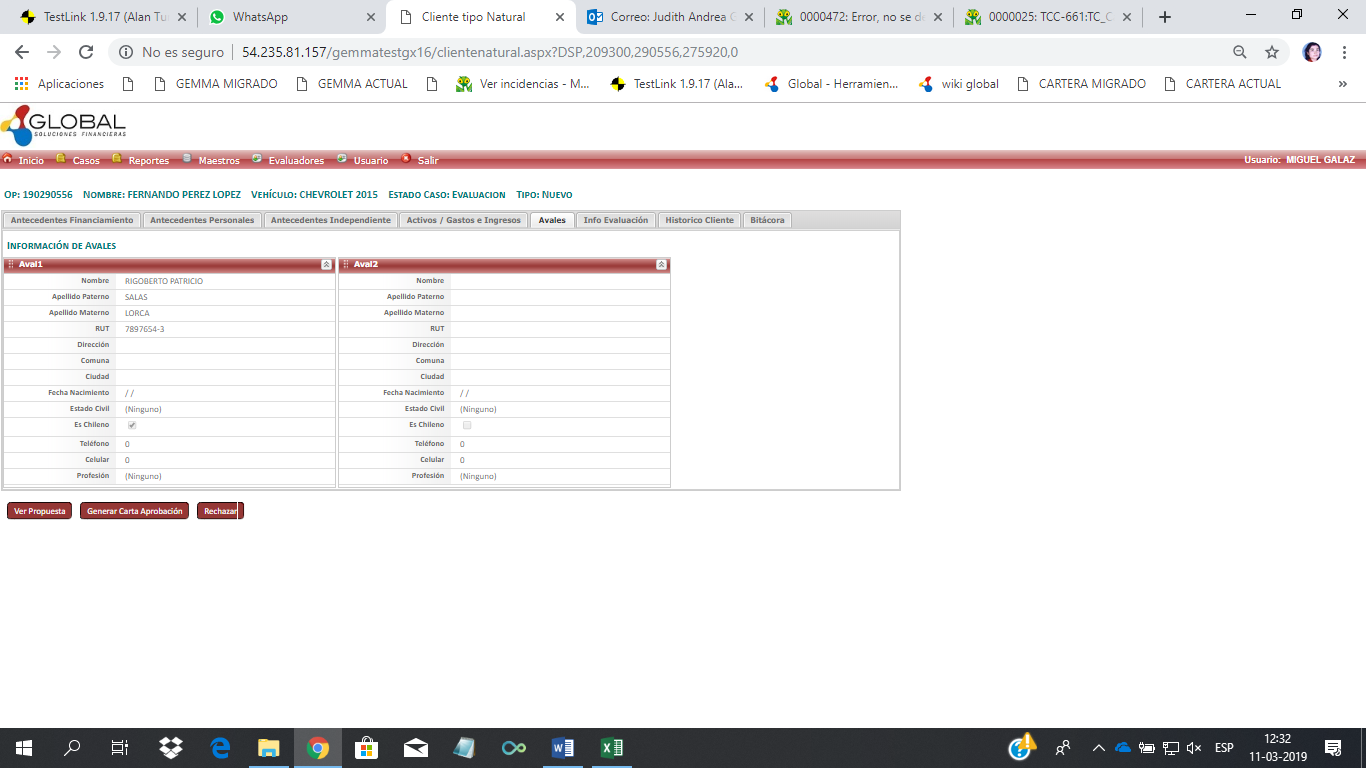 TestLink 1.9.17 (Alan Tu
WhatsApp
Cliente tipo Natural
Correo: Judith Andrea G
0000472: Error, no se de
0000025: TCC-661:TC_C
No es seguro
54.235.81.157/gemmatestgx16/clientenatural.aspx?DSP,209300,290556,275920,0
Aplicaciones
GEMMA MIGRADO
GEMMA ACTUAL
Ver incidencias - M...
TestLink 1.9.17 (Ala...
Global - Herramien...
wiki global
CARTERA MIGRADO
CARTERA ACTUAL
»
GLOBAL
SOLUCIONES FINANCIERAS
Inicio Casos Reportes Maestros Evaluadores Usuario Salir
Usuario: MIGUEL GALAZ
Op: 190290556 Nombre: FERNANDO PEREZ LOPEZ Vehículo: CHEVROLET 2015 Estado Caso: Evaluacion Tipo: Nuevo
Antecedentes Financiamiento
Antecedentes Personales
Antecedentes Independiente
Activos / Gastos e Ingresos
Avales
Info Evaluación
Historico Cliente
Bitácora
Información de Avales
Aval1
Nombre RIGOBERTO PATRICIO
Apellido Paterno SALAS
Apellido Materno LORCA
RUT 7897654-3
Dirección
Comuna
Ciudad
Fecha Nacimiento / /
Estado Civil (Ninguno)
Es Chileno
Teléfono 0
Celular 0
Profesión (Ninguno)
Aval2
Nombre
Apellido Paterno
Apellido Materno
RUT
Dirección
Comuna
Ciudad
Fecha Nacimiento / /
Estado Civil (Ninguno)
Es Chileno
Teléfono 0
Celular 0
Profesión (Ninguno)
Ver Propuesta
Generar Carta Aprobación
Rechazar
ESP
12:32
11-03-2019